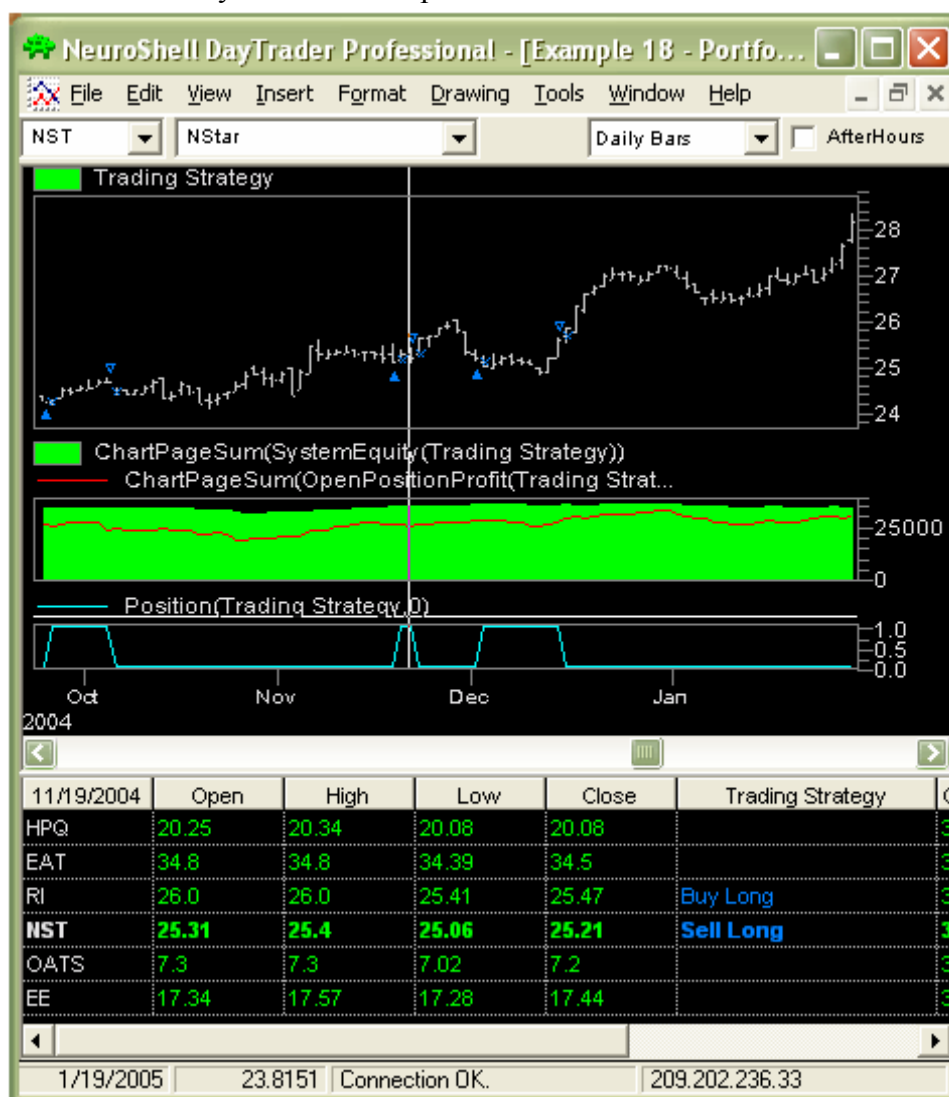 NeuroShell DayTrader Professional - [Example 18 - Portfo...
File Edit View Insert Format Drawing Tools Window Help
NST NStar Daily Bars AfterHours
Trading Strategy
28
27
26
25
24
ChartPageSum(SystemEquity(Trading Strategy))
ChartPageSum(OpenPositionProfit(Trading Strat...
25000
0
Position(Trading Strategy,0)
1.0
0.5
0.0
Oct Nov Dec Jan
2004
11/19/2004 Open High Low Close Trading Strategy
HPQ 20.25 20.34 20.08 20.08
EAT 34.8 34.8 34.39 34.5
RI 26.0 26.0 25.41 25.47 Buy Long
NST 25.31 25.4 25.06 25.21 Sell Long
OATS 7.3 7.3 7.02 7.2
EE 17.34 17.57 17.28 17.44
1/19/2005 23.8151 Connection OK. 209.202.236.33